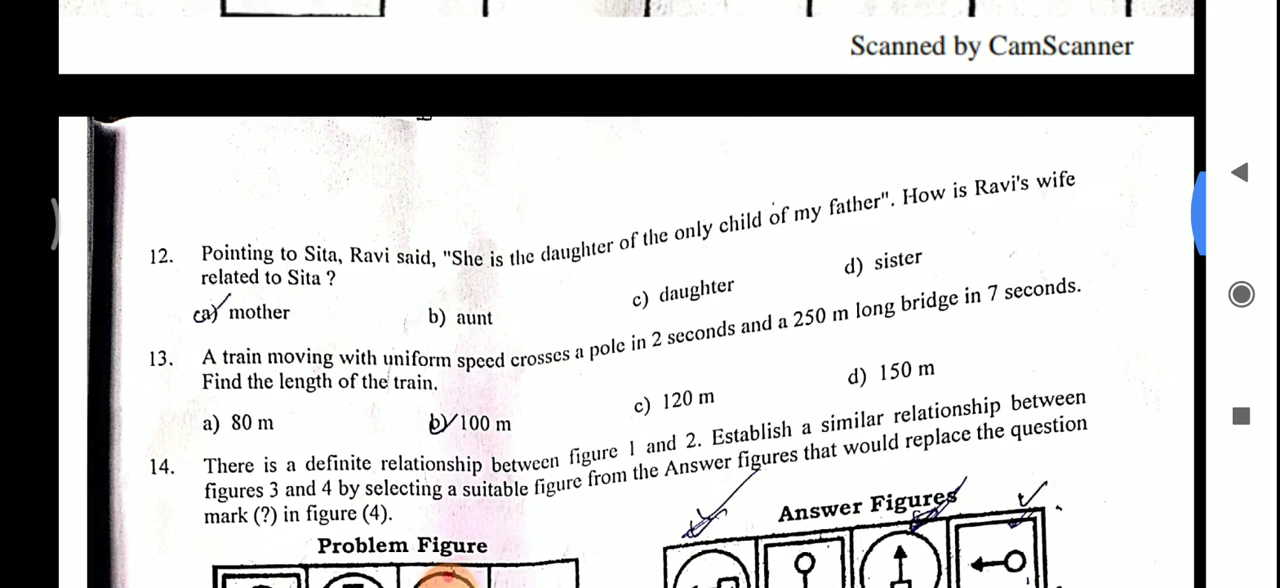 Scanned by CamScanner
12. Pointing to Sita, Ravi said, "She is the daughter of the only child of my father". How is Ravi's wife
related to Sita ?
(a) mother b) aunt c) daughter d) sister
13. A train moving with uniform speed crosses a pole in 2 seconds and a 250 m long bridge in 7 seconds.
Find the length of the train.
a) 80 m b) 100 m c) 120 m d) 150 m
14. There is a definite relationship between figure 1 and 2. Establish a similar relationship between
figures 3 and 4 by selecting a suitable figure from the Answer figures that would replace the question
mark (?) in figure (4).
Problem Figure
Answer Figures